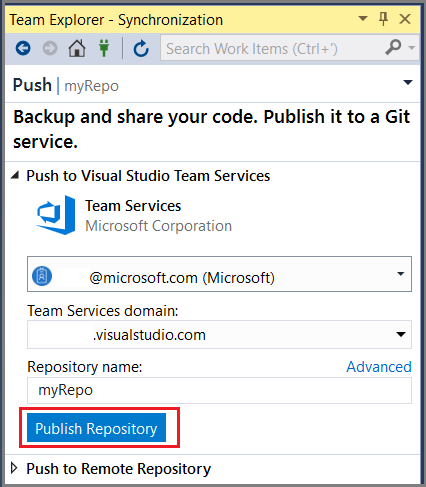 Team Explorer - Synchronization
Search Work Items (Ctrl+')
Push | myRepo
Backup and share your code. Publish it to a Git
service.
Push to Visual Studio Team Services
Team Services
Microsoft Corporation
@microsoft.com (Microsoft)
Team Services domain:
.visualstudio.com
Repository name: Advanced
myRepo
Publish Repository
Push to Remote Repository